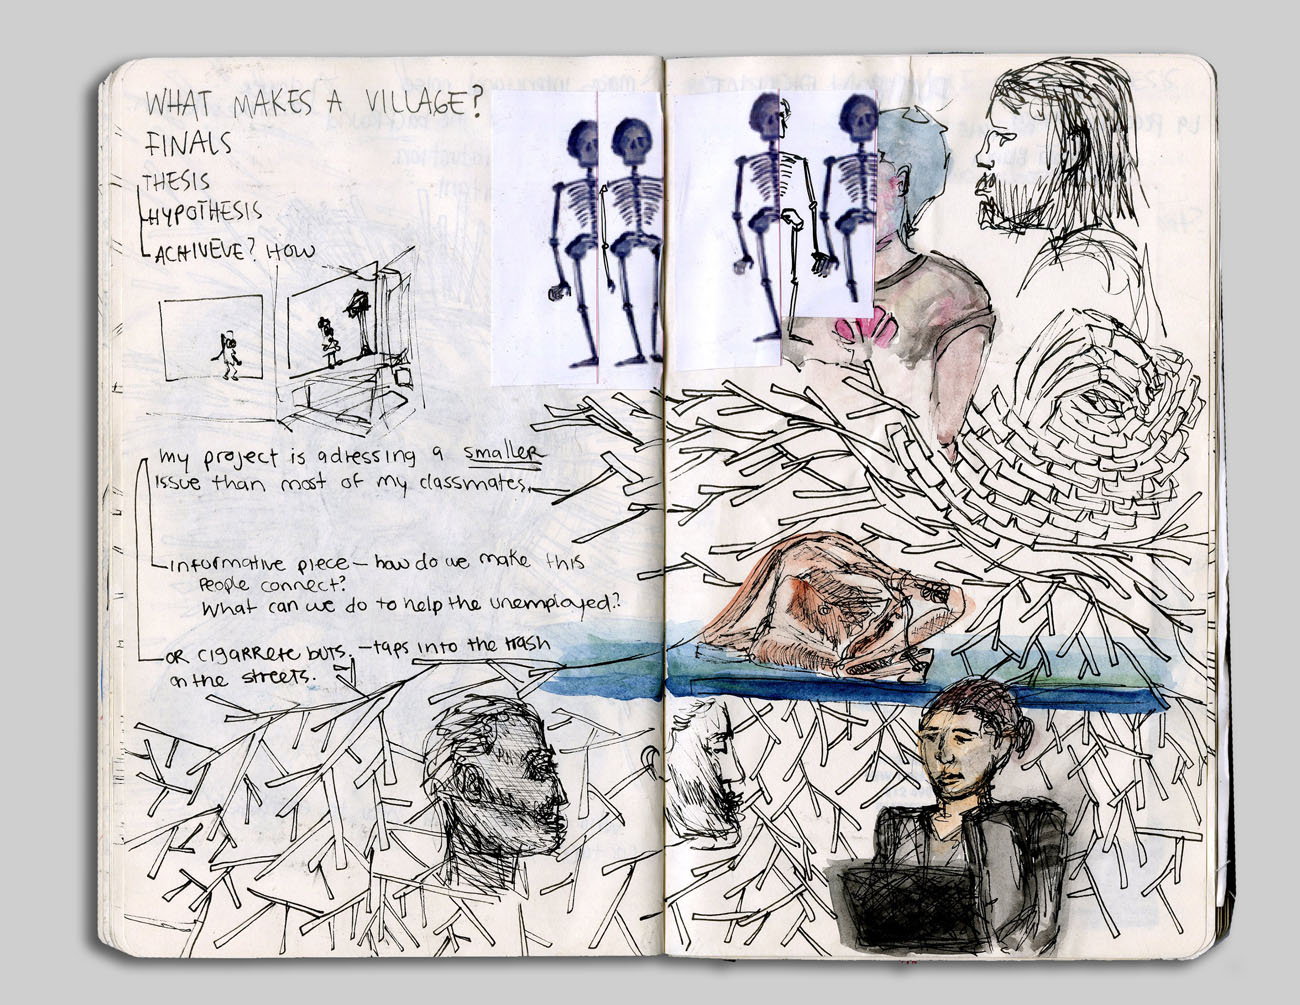 WHAT MAKES A VILLAGE?
FINALS
THESIS
HYPOTHESIS
ACHIVEVE? HOW
my project is adressing a smaller
issue than most of my classmates.
informative piece – how do we make this
people connect?
What can we do to help the unemployed?
or cigarrete buts. – taps into the trash
on the streets.